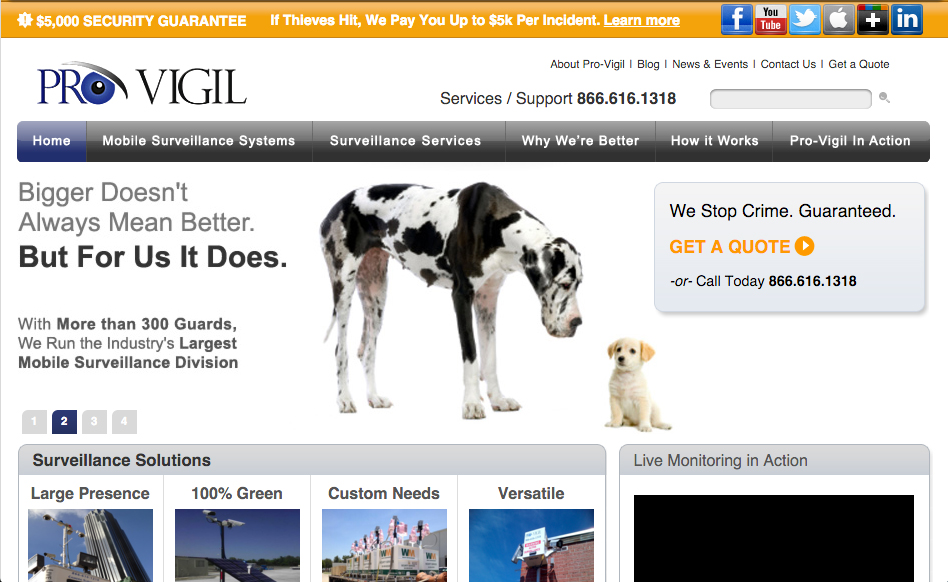 $5,000 SECURITY GUARANTEE
If Thieves Hit, We Pay You Up to $5k Per Incident. Learn more
f
You
Tube
+
in
PRO VIGIL
About Pro-Vigil | Blog | News & Events | Contact Us | Get a Quote
Services / Support 866.616.1318
Home
Mobile Surveillance Systems
Surveillance Services
Why We're Better
How it Works
Pro-Vigil In Action
Bigger Doesn't
Always Mean Better.
But For Us It Does.
With More than 300 Guards,
We Run the Industry's Largest
Mobile Surveillance Division
We Stop Crime. Guaranteed.
GET A QUOTE
-or- Call Today 866.616.1318
1 2 3 4
Surveillance Solutions
Large Presence
100% Green
Custom Needs
Versatile
Live Monitoring in Action